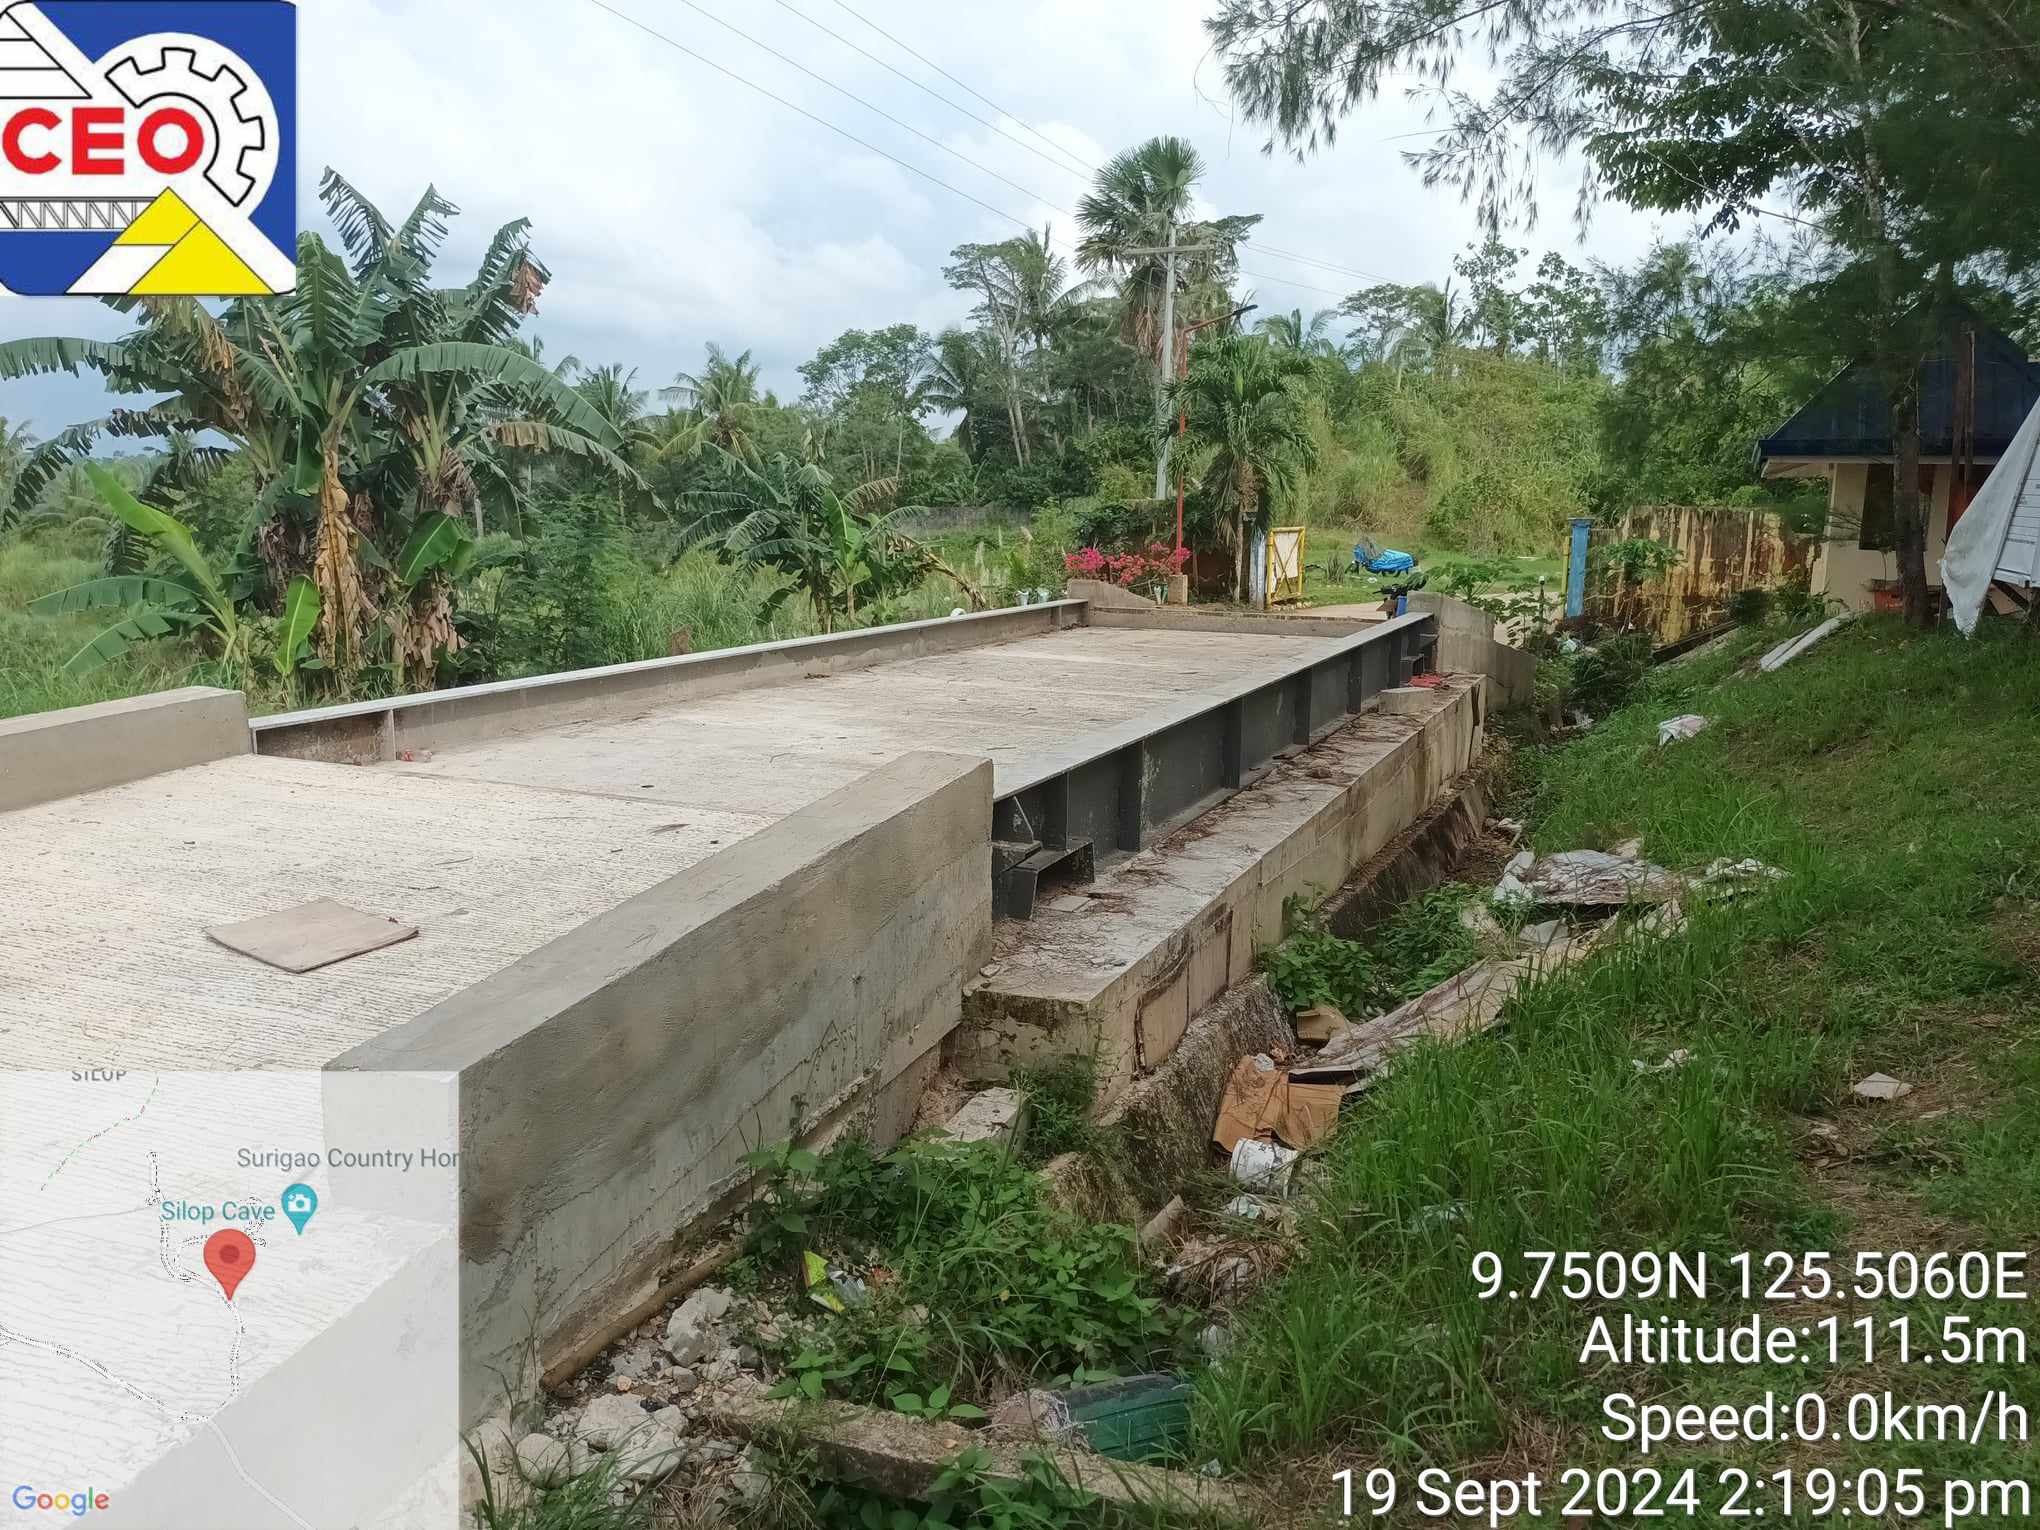 CEO
SILOP
Surigao Country Hom
Silop Cave
Google
9.7509N 125.5060E
Altitude:111.5m
Speed:0.0km/h
19 Sept 2024 2:19:05 pm